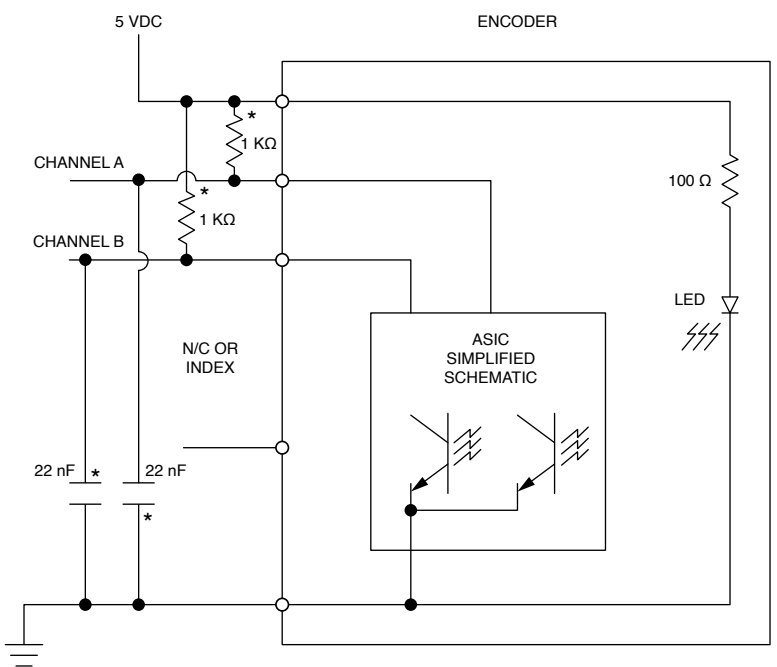 5 VDC
ENCODER
*
1 KΩ
CHANNEL A
*
100 Ω
1 KΩ
CHANNEL B
LED
ASIC
SIMPLIFIED
SCHEMATIC
N/C OR
INDEX
22 nF
*
22 nF
*